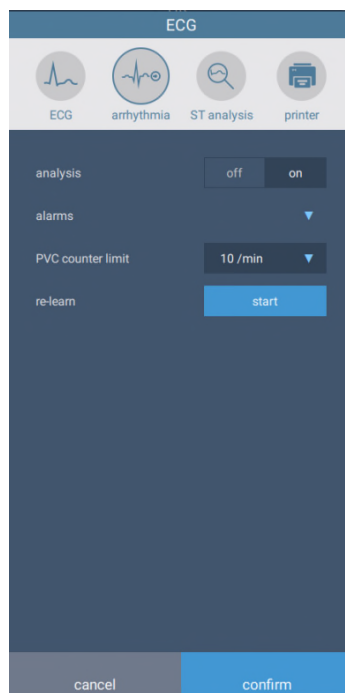 ECG
ECG arrhythmia ST analysis printer
analysis off on
alarms
PVC counter limit 10 /min
re-learn start
cancel confirm